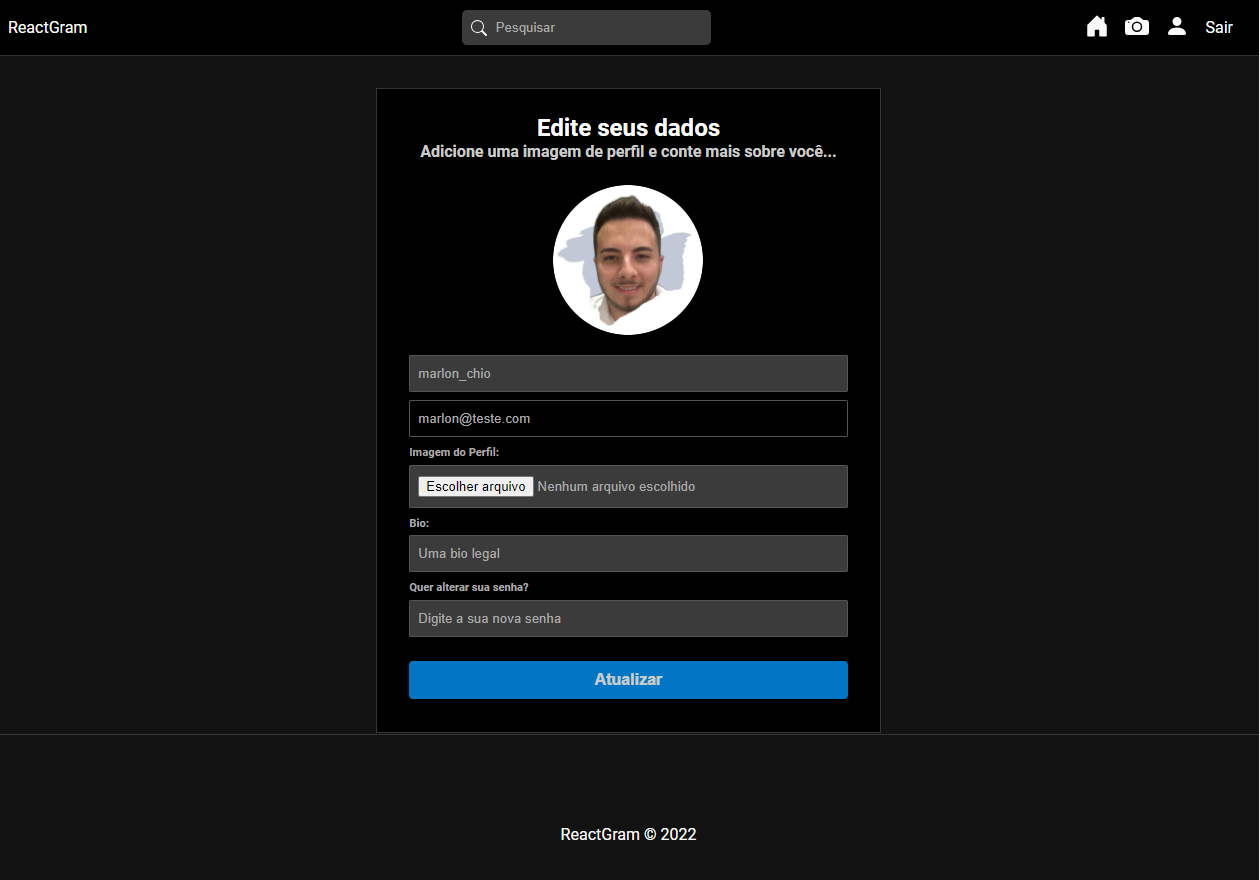 ReactGram
Pesquisar
Sair
Edite seus dados
Adicione uma imagem de perfil e conte mais sobre você...
marlon_chio
marlon@teste.com
Imagem do Perfil:
Escolher arquivo Nenhum arquivo escolhido
Bio:
Uma bio legal
Quer alterar sua senha?
Digite a sua nova senha
Atualizar
ReactGram © 2022